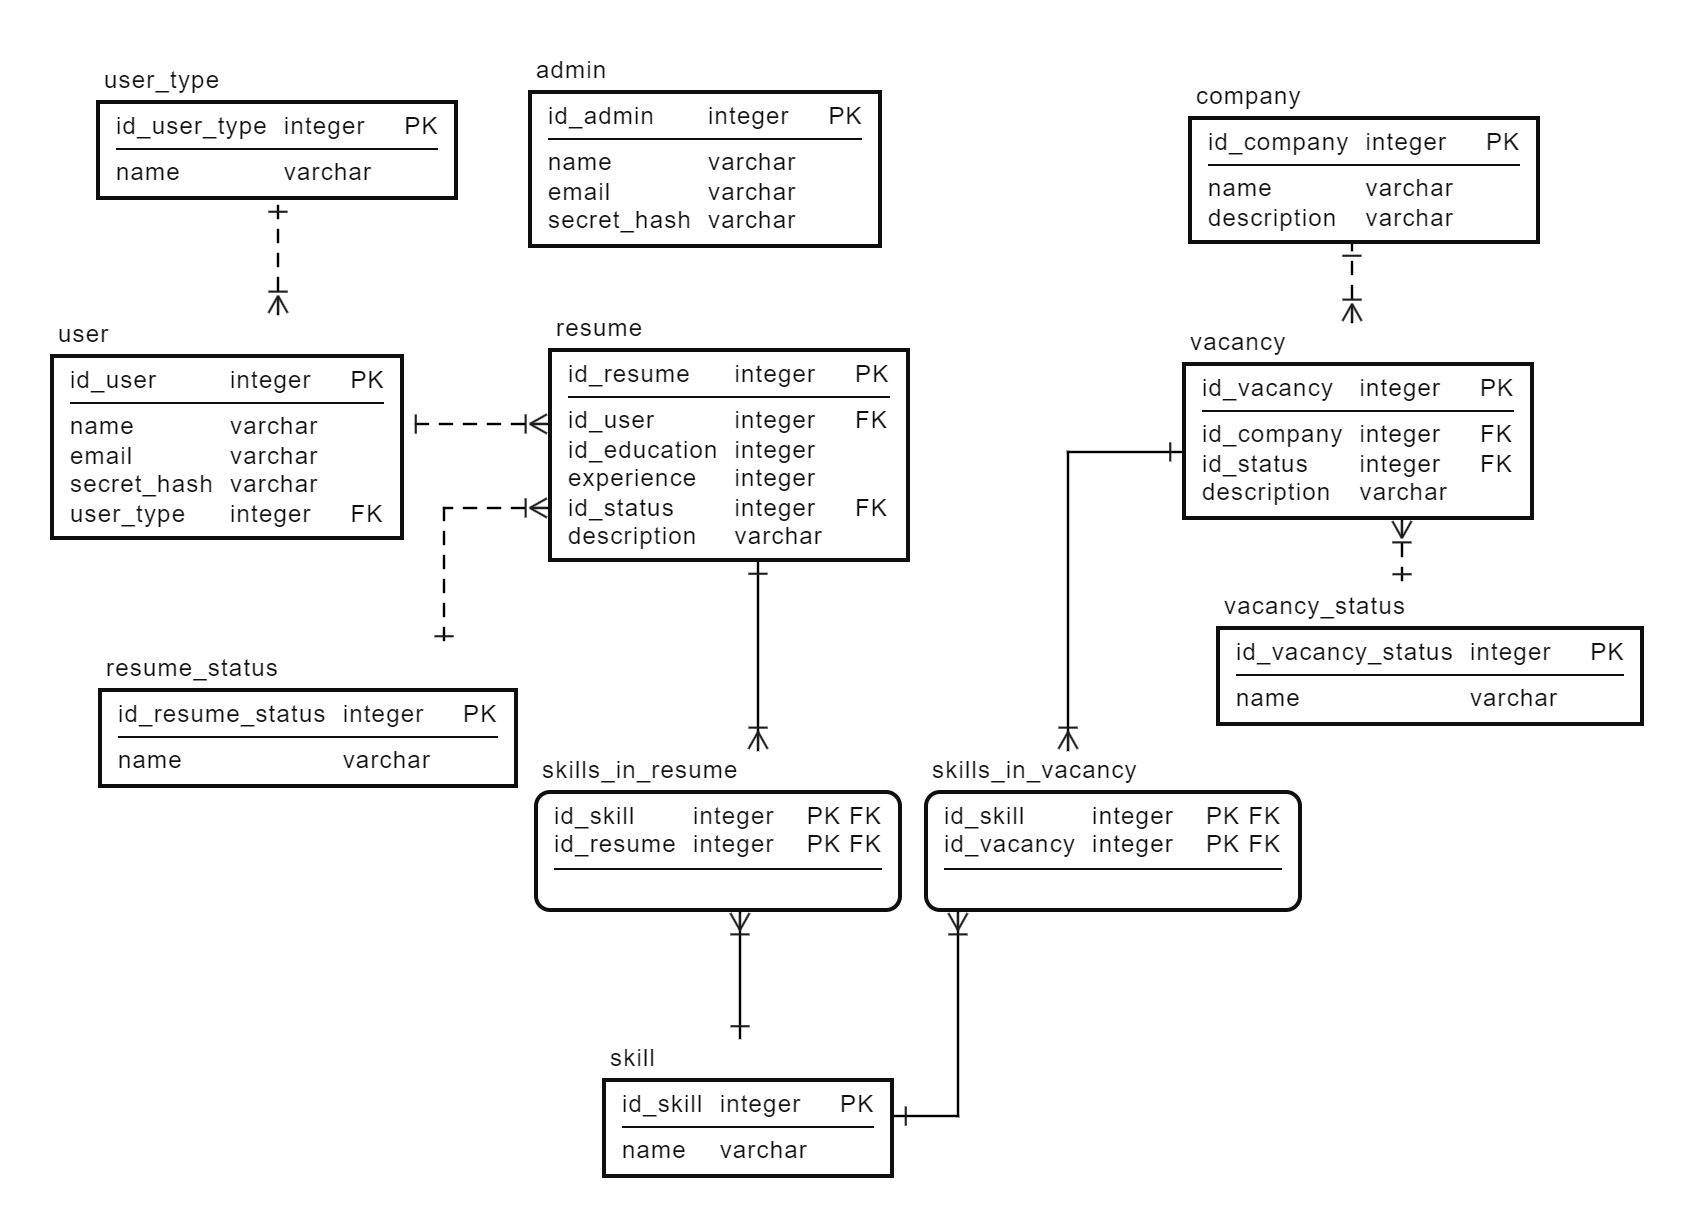 user_type
id_user_type integer PK
name varchar
admin
id_admin integer PK
name varchar
email varchar
secret_hash varchar
company
id_company integer PK
name varchar
description varchar
user
id_user integer PK
name varchar
email varchar
secret_hash varchar
user_type integer FK
resume
id_resume integer PK
id_user integer FK
id_education integer
experience integer
id_status integer FK
description varchar
vacancy
id_vacancy integer PK
id_company integer FK
id_status integer FK
description varchar
vacancy_status
id_vacancy_status integer PK
name varchar
resume_status
id_resume_status integer PK
name varchar
skills_in_resume
id_skill integer PK FK
id_resume integer PK FK
skills_in_vacancy
id_skill integer PK FK
id_vacancy integer PK FK
skill
id_skill integer PK
name varchar